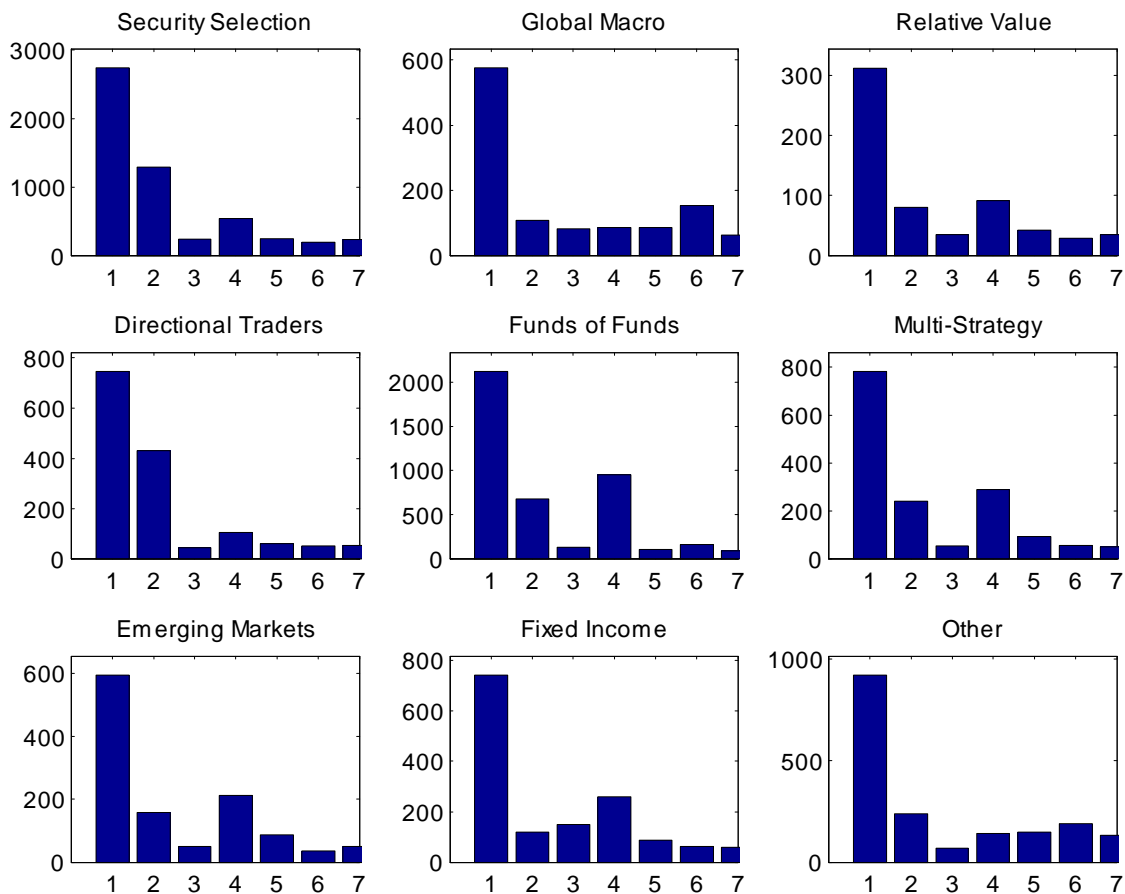 Security Selection
Global Macro
Relative Value
3000
2000
1000
0
1 2 3 4 5 6 7
600
400
200
0
1 2 3 4 5 6 7
300
200
100
0
1 2 3 4 5 6 7
Directional Traders
Funds of Funds
Multi-Strategy
800
600
400
200
0
1 2 3 4 5 6 7
2000
1500
1000
500
0
1 2 3 4 5 6 7
800
600
400
200
0
1 2 3 4 5 6 7
Emerging Markets
Fixed Income
Other
600
400
200
0
1 2 3 4 5 6 7
800
600
400
200
0
1 2 3 4 5 6 7
1000
500
0
1 2 3 4 5 6 7